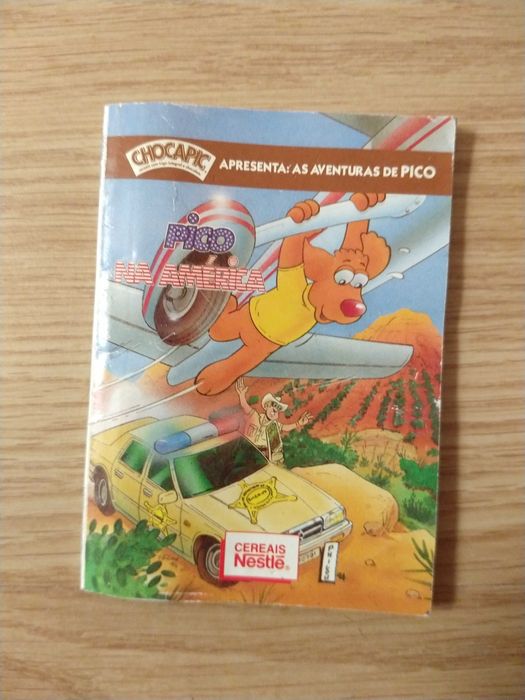 CHOCAPIC
APRESENTA: AS AVENTURAS DE PICO
PICO
NA AMÉRICA
CEREAIS
Nestlé®